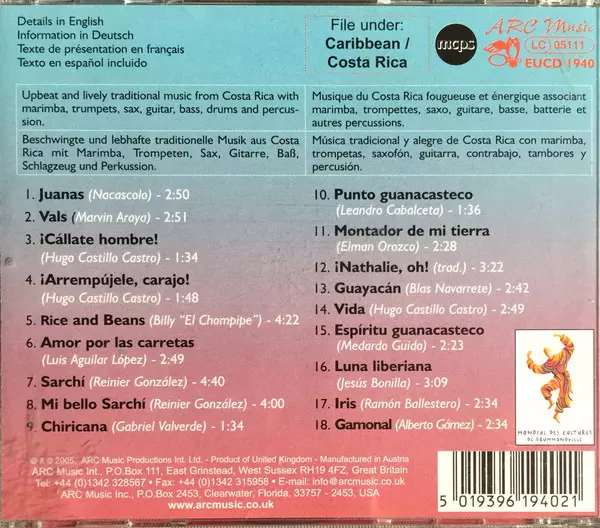 Details in English
Information in Deutsch
Texte de présentation en français
Texto en español incluido
File under:
Caribbean /
Costa Rica
mcps
ARC Music
LC 05111
EUCD 1940
Upbeat and lively traditional music from Costa Rica with
marimba, trumpets, sax, guitar, bass, drums and percus-
sion.
Musique du Costa Rica fougueuse et énergique associant
marimba, trompettes, saxo, guitare, basse, batterie et
autres percussions.
Beschwingte und lebhafte traditionelle Musik aus Costa
Rica mit Marimba, Trompeten, Sax, Gitarre, Baß,
Schlagzeug und Perkussion.
Música tradicional y alegre de Costa Rica con marimba,
trompetas, saxofón, guitarra, contrabajo, tambores y
percusión.
1. Juanas (Nacascolo) - 2:50
2. Vals (Marvin Araya) - 2:51
3. ¡Cállate hombre!
(Hugo Castillo Castro) - 1:34
4. ¡Arrempújele, carajo!
(Hugo Castillo Castro) - 1:48
5. Rice and Beans (Billy "El Chompipe") - 4:22
6. Amor por las carretas
(Luis Aguilar López) - 2:49
7. Sarchí (Reinier González) - 4:40
8. Mi bello Sarchí (Reinier González) - 4:00
9. Chiricana (Gabriel Valverde) - 1:34
10. Punto guanacasteco
(Leandro Cabalceta) - 1:36
11. Montador de mi tierra
(Elman Orozco) - 2:28
12. ¡Nathalie, oh! (trad.) - 3:22
13. Guayacán (Blas Navarrete) - 2:42
14. Vida (Hugo Castillo Castro) - 2:49
15. Espíritu guanacasteco
(Medardo Guido) - 2:23
16. Luna liberiana
(Jesús Bonilla) - 3:09
17. Iris (Ramón Ballestero) - 2:34
18. Gamonal (Alberto Gómez) - 2:34
MONDIAL DES CULTURES
DE DRUMMONDVILLE
℗ & © 2005, ARC Music Productions Int. Ltd. - Product of United Kingdom - Manufactured in Austria
ARC Music Int., P.O.Box 111, East Grinstead, West Sussex RH19 4FZ, Great Britain
Tel: +44 (0)1342 328567 - Fax: +44 (0)1342 315958 - E-mail: info@arcmusic.co.uk
ARC Music Inc., P.O.Box 2453, Clearwater, Florida, 33757 - 2453, USA
www.arcmusic.co.uk
5 019396 194021